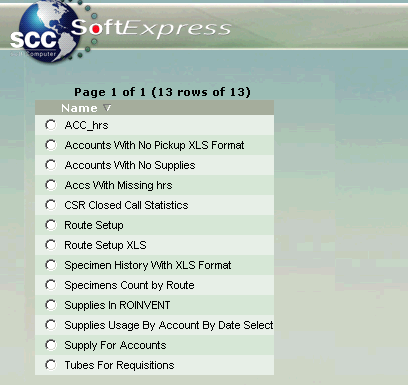 SCC
SoftExpress
Computer
Page 1 of 1 (13 rows of 13)
Name
ACC_hrs
Accounts With No Pickup XLS Format
Accounts With No Supplies
Accs With Missing hrs
CSR Closed Call Statistics
Route Setup
Route Setup XLS
Specimen History With XLS Format
Specimens Count by Route
Supplies In ROINVENT
Supplies Usage By Account By Date Select
Supply For Accounts
Tubes For Requisitions